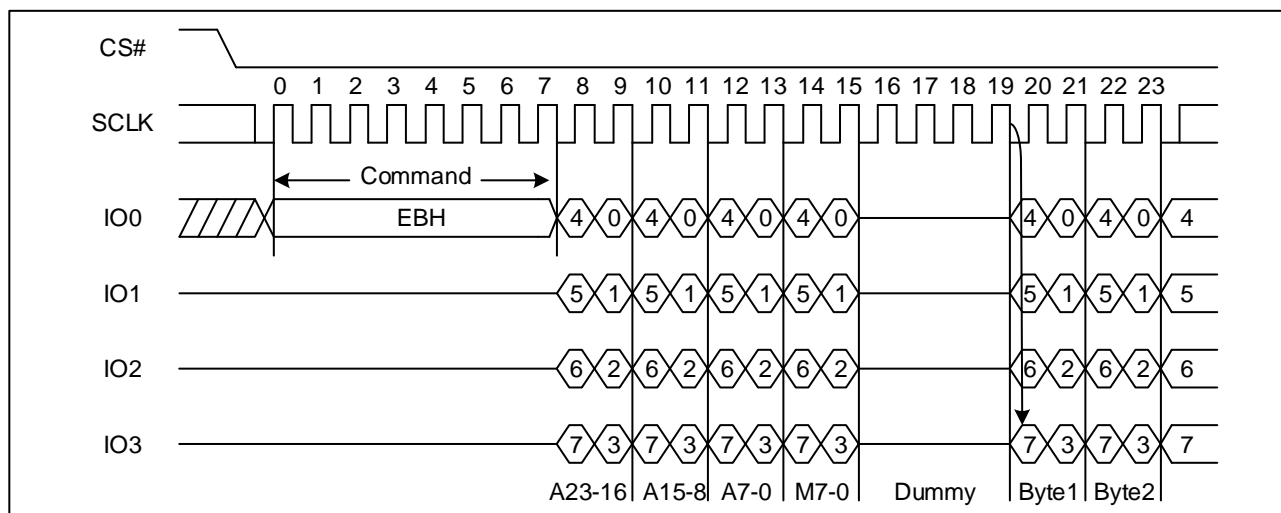 CS#
0 1 2 3 4 5 6 7 8 9 10 11 12 13 14 15 16 17 18 19 20 21 22 23
SCLK
Command
IO0 EBH 4 0 4 0 4 0 4 0 4 0 4 0 4
IO1 5 1 5 1 5 1 5 1 5 1 5 1 5
IO2 6 2 6 2 6 2 6 2 6 2 6 2 6
IO3 7 3 7 3 7 3 7 3 7 3 7 3 7
A23-16 A15-8 A7-0 M7-0 Dummy Byte1 Byte2